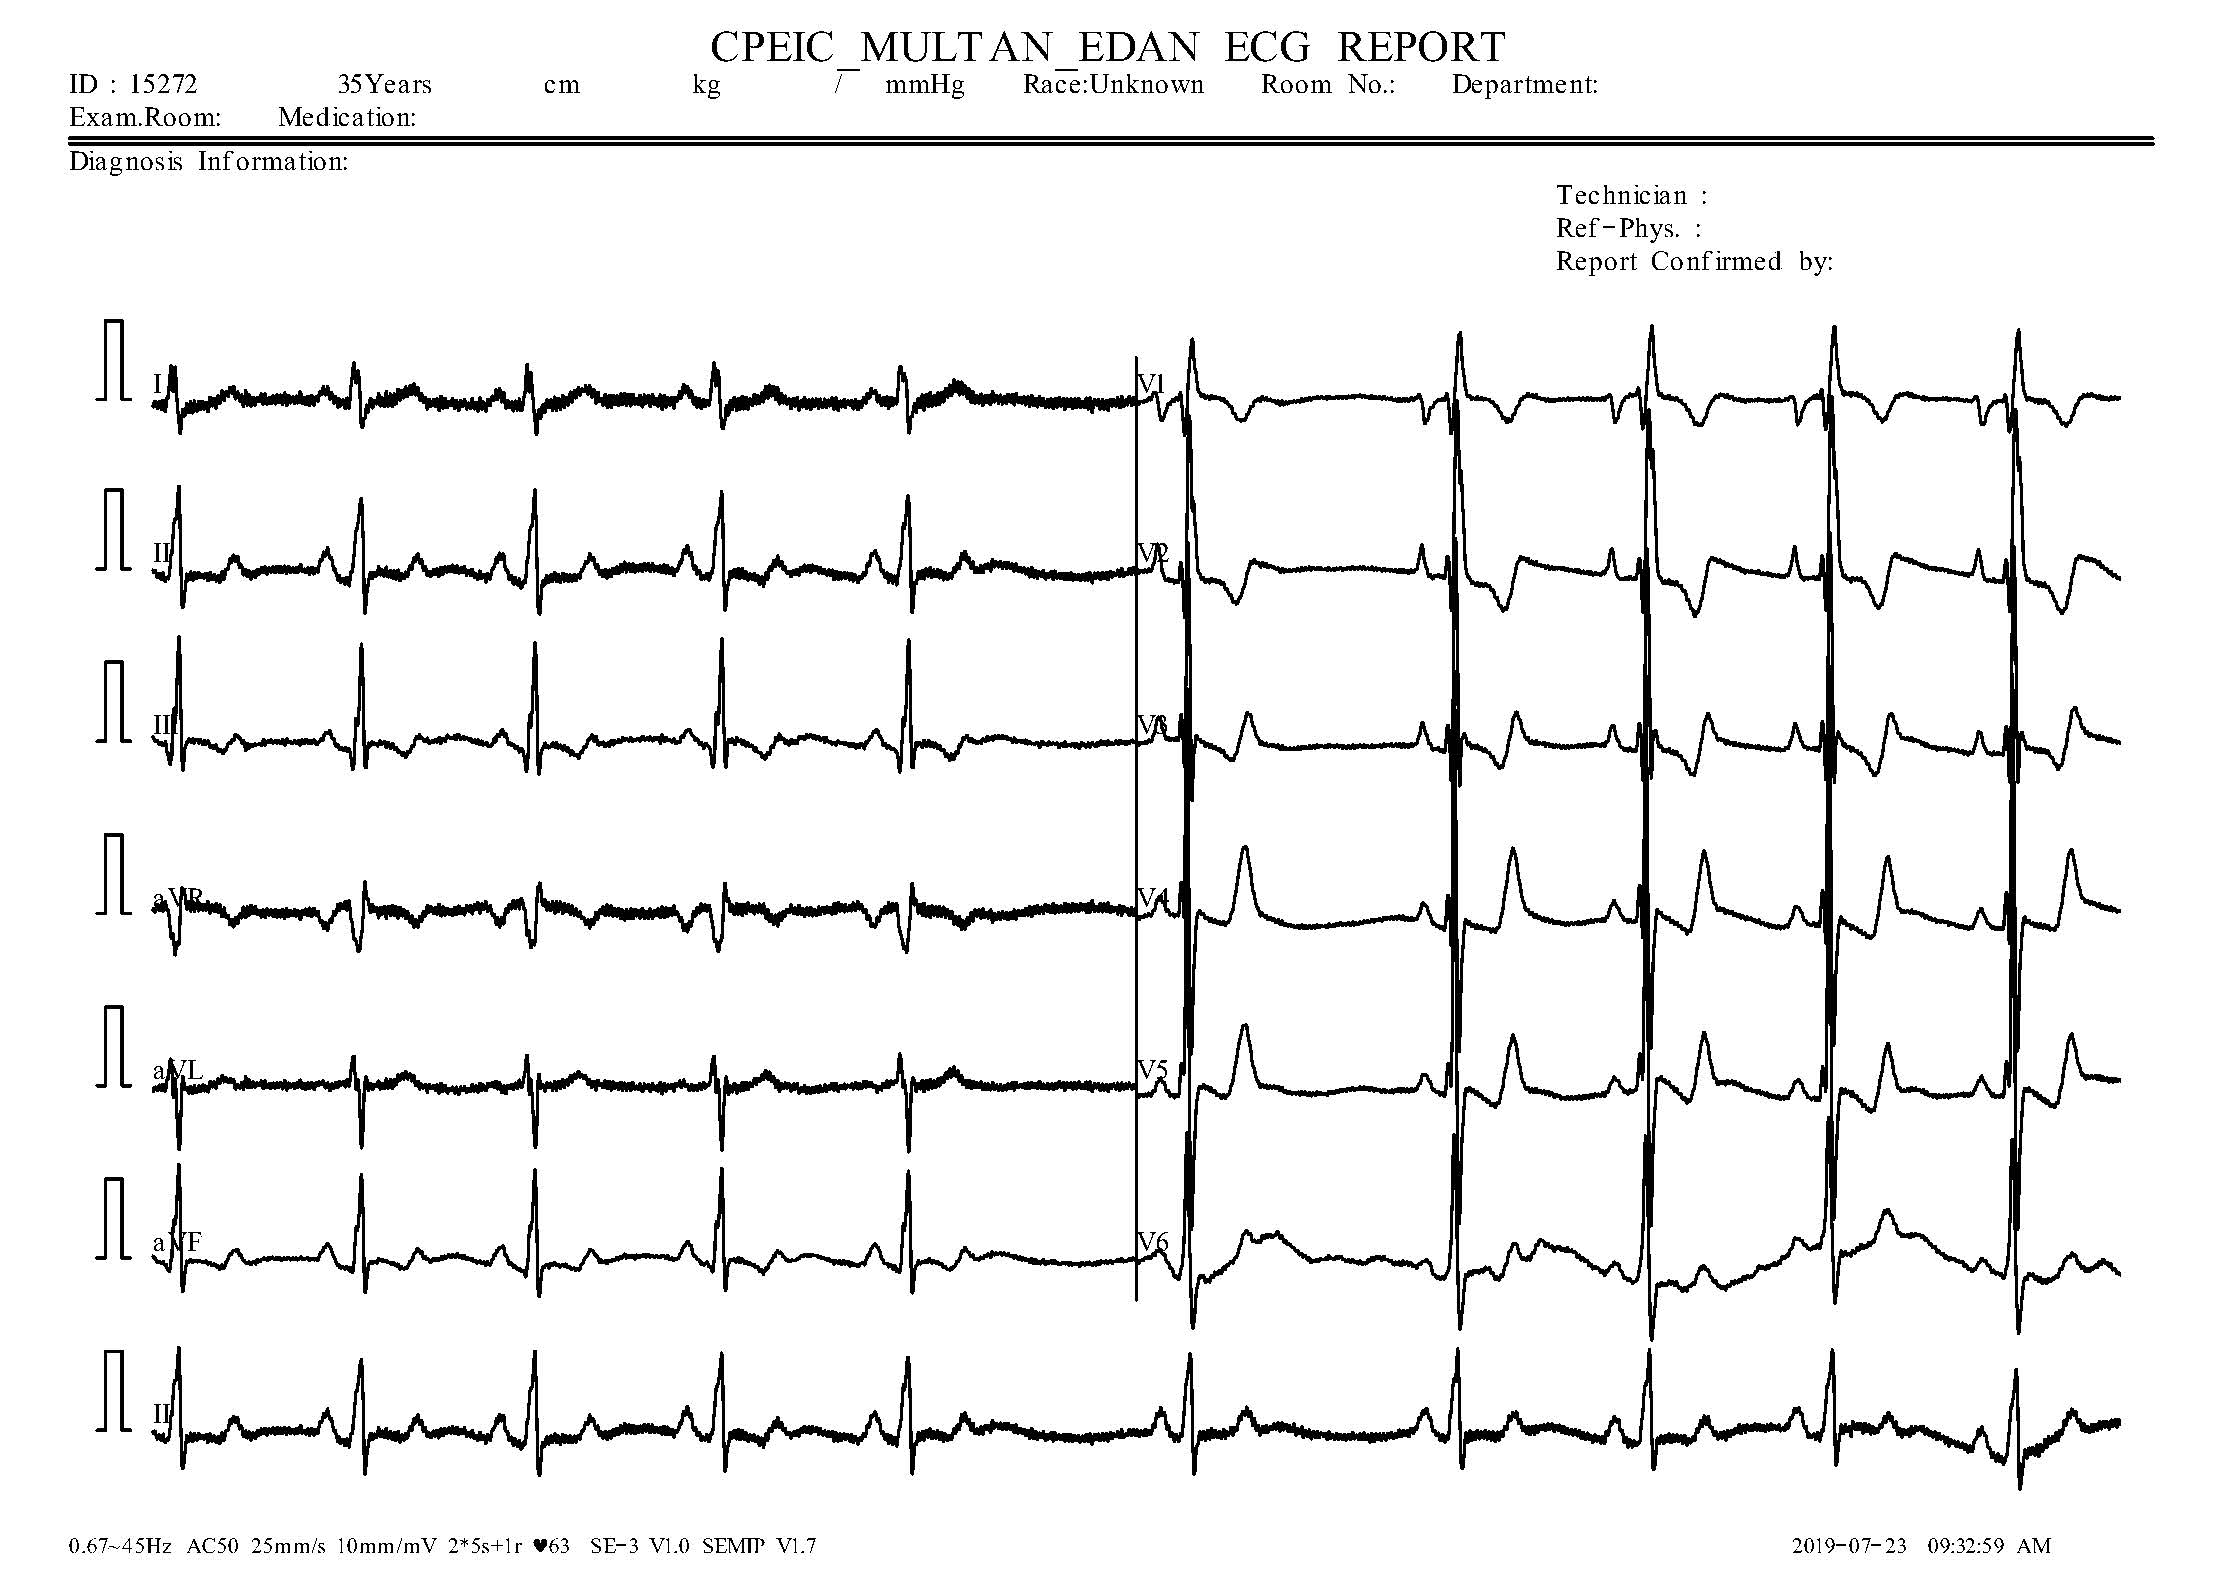 CPEIC_MULTAN_EDAN ECG REPORT
ID : 15272 35Years cm kg / mmHg Race:Unknown Room No.: Department:
Exam.Room: Medication:
Diagnosis Information:
Technician :
Ref-Phys. :
Report Confirmed by:
I
V1
II
V2
III
V3
aVR
V4
aVL
V5
aVF
V6
II
0.67~45Hz AC50 25mm/s 10mm/mV 2*5s+1r ♥63 SE-3 V1.0 SEMIP V1.7
2019-07-23 09:32:59 AM